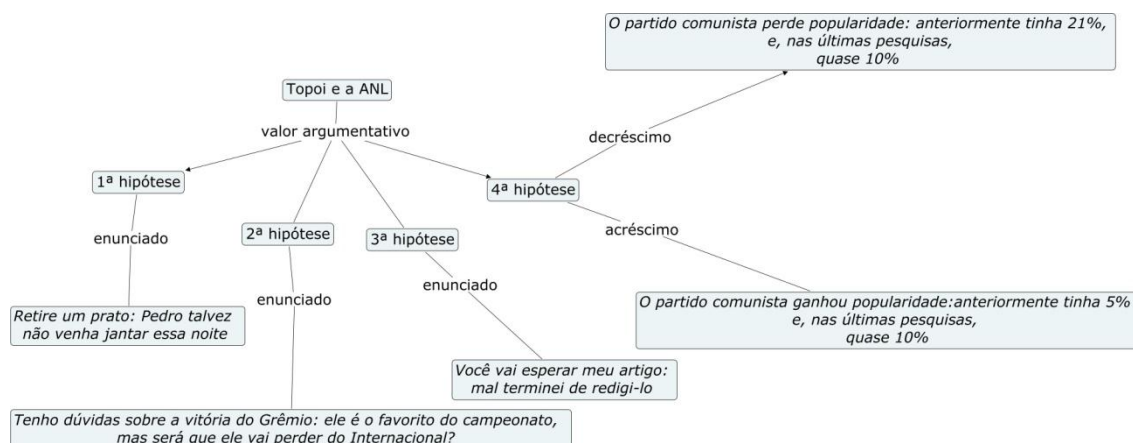 O partido comunista perde popularidade: anteriormente tinha 21%,
e, nas últimas pesquisas,
quase 10%
Topoi e a ANL
valor argumentativo
decréscimo
1ª hipótese
4ª hipótese
2ª hipótese
3ª hipótese
acréscimo
enunciado
enunciado
enunciado
O partido comunista ganhou popularidade:anteriormente tinha 5%
e, nas últimas pesquisas,
quase 10%
Retire um prato: Pedro talvez
não venha jantar essa noite
Você vai esperar meu artigo:
mal terminei de redigi-lo
Tenho dúvidas sobre a vitória do Grêmio: ele é o favorito do campeonato,
mas será que ele vai perder do Internacional?